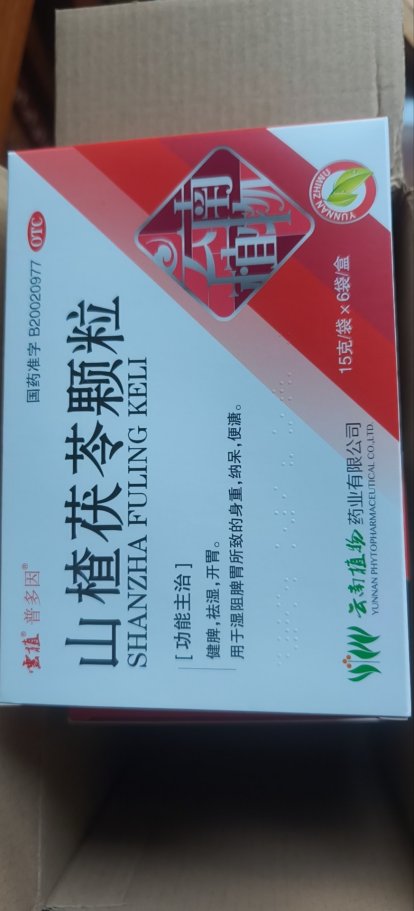 雲植® 普多因®
国药准字 B20020977 OTC
山楂茯苓颗粒
SHANZHA FULING KELI
[功能主治]
健脾,祛湿,开胃。
用于湿阻脾胃所致的身重,纳呆,便溏。
云南植物
YUNNAN ZHIWU
15克/袋×6袋/盒
云南植物药业有限公司
YUNNAN PHYTOPHARMACEUTICAL CO.,LTD.